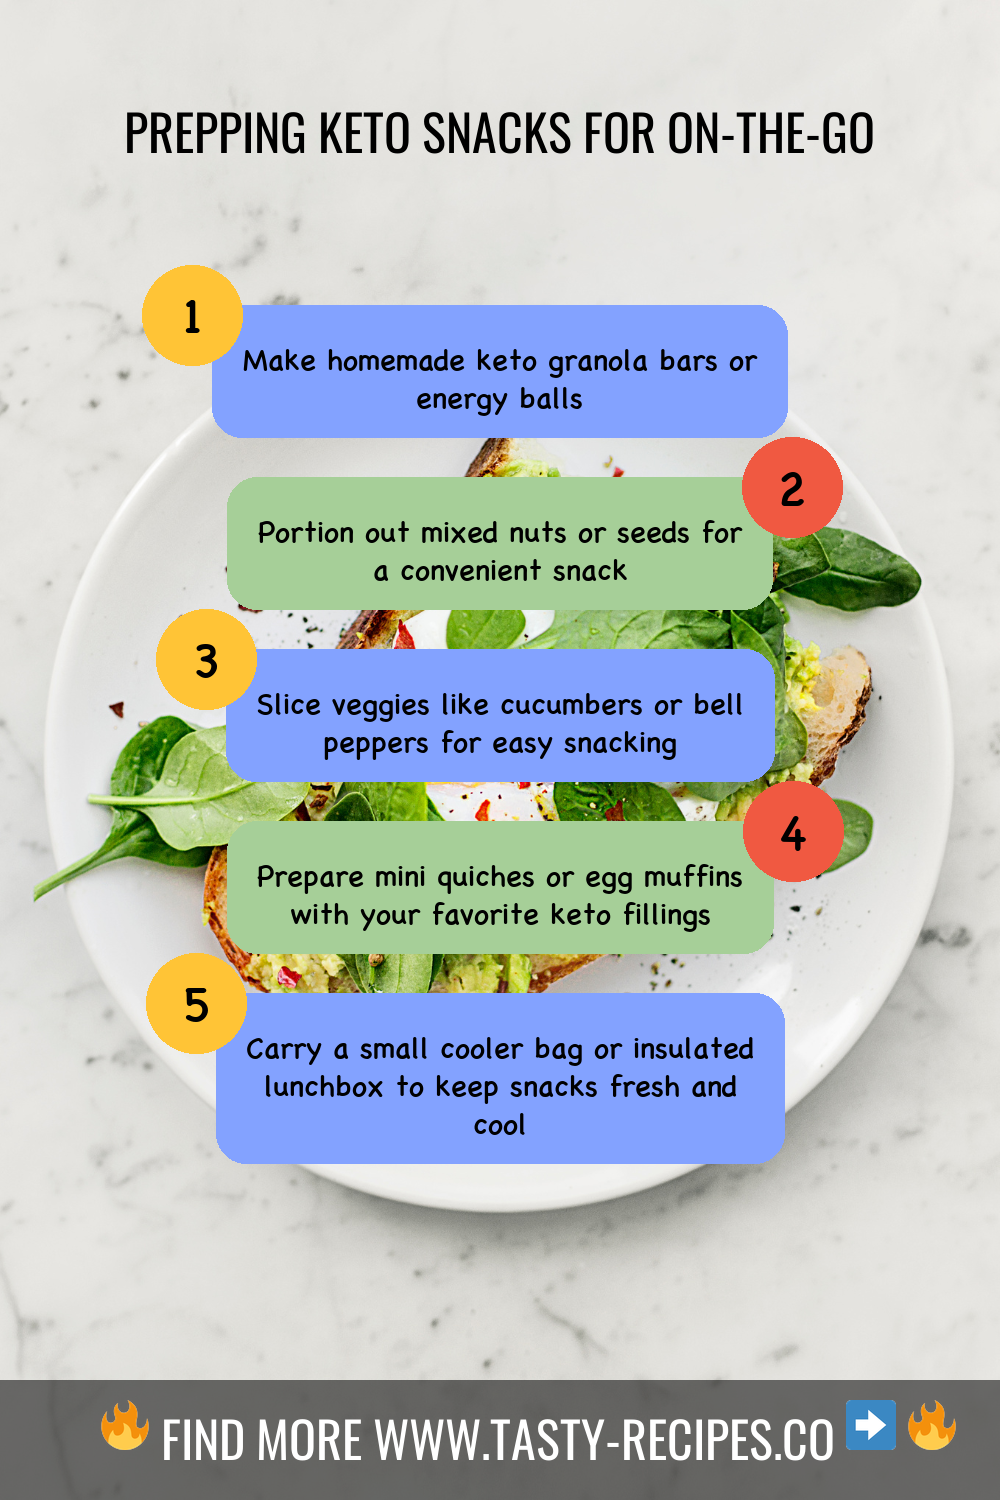 PREPPING KETO SNACKS FOR ON-THE-GO
1
Make homemade keto granola bars or
energy balls
2
Portion out mixed nuts or seeds for
a convenient snack
3
Slice veggies like cucumbers or bell
peppers for easy snacking
4
Prepare mini quiches or egg muffins
with your favorite keto fillings
5
Carry a small cooler bag or insulated
lunchbox to keep snacks fresh and
cool
🔥 FIND MORE WWW.TASTY-RECIPES.CO ➡️ 🔥